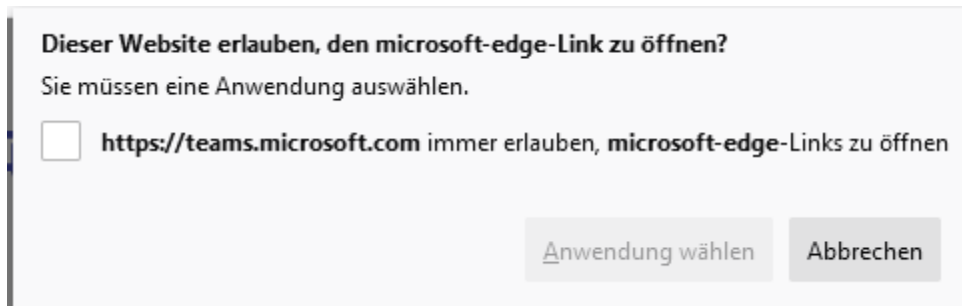 Dieser Website erlauben, den microsoft-edge-Link zu öffnen?
Sie müssen eine Anwendung auswählen.
https://teams.microsoft.com immer erlauben, microsoft-edge-Links zu öffnen
Anwendung wählen Abbrechen